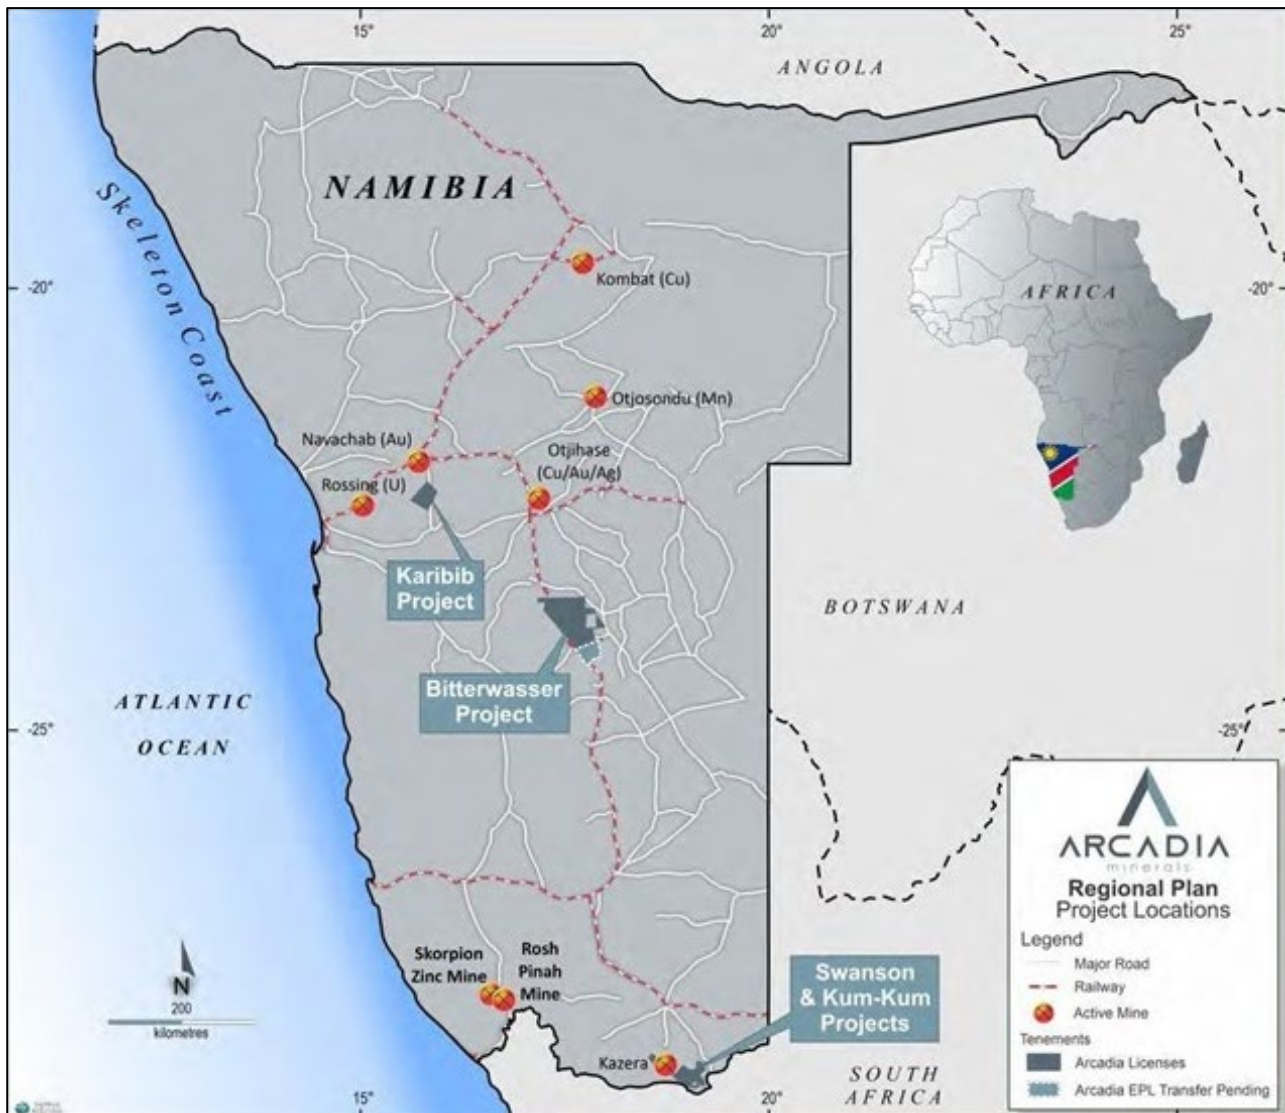 15°
20°
25°
ANGOLA
NAMIBIA
Skeleton Coast
-20°
-20°
AFRICA
Kombat (Cu)
Otjosondu (Mn)
Navachab (Au)
Otjihase
(Cu/Au/Ag)
Rossing (U)
Karibib
Project
BOTSWANA
Bitterwasser
Project
ATLANTIC
OCEAN
-25°
-25°
ARCADIA
minerals
Regional Plan
Project Locations
Legend
Major Road
Railway
Active Mine
Tenements
Arcadia Licenses
Arcadia EPL Transfer Pending
Skorpion
Zinc Mine
Rosh
Pinah
Mine
Swanson
& Kum-Kum
Projects
N
200
kilometres
Kazera*
SOUTH
AFRICA
15°
20°